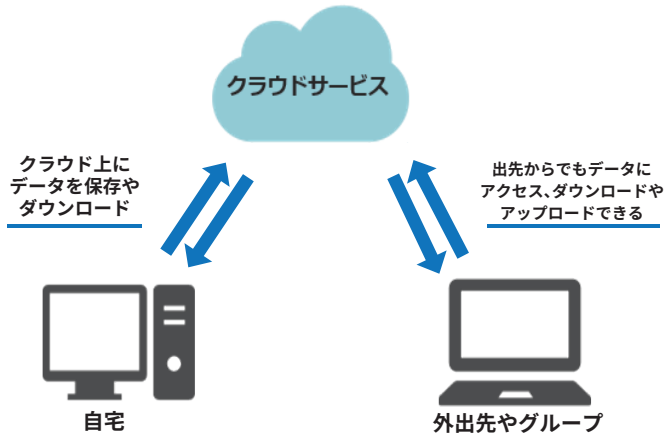 クラウドサービス
クラウド上に
データを保存や
ダウンロード
出先からでもデータに
アクセス、ダウンロードや
アップロードできる
自宅
外出先やグループ